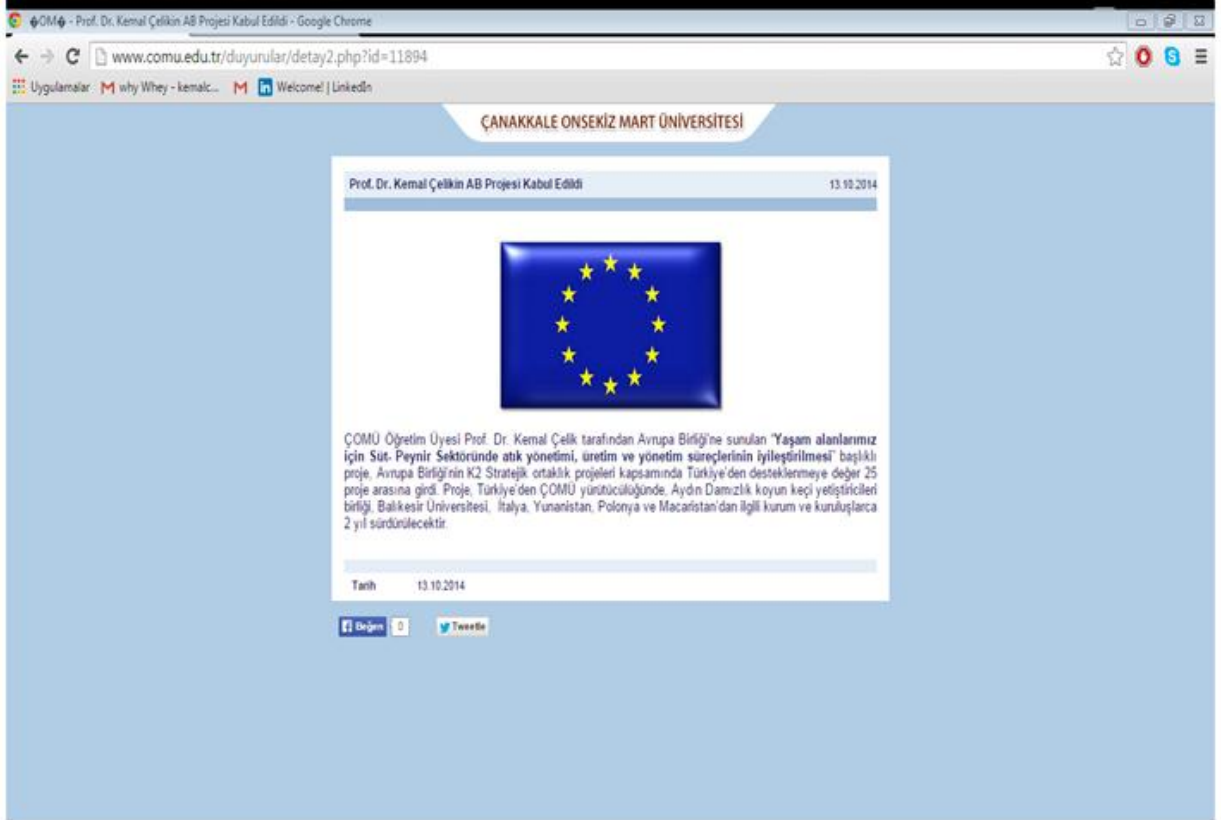 �OM� - Prof. Dr. Kemal Çelikin AB Projesi Kabul Edildi - Google Chrome
www.comu.edu.tr/duyurular/detay2.php?id=11894
Uygulamalar why Whey - kemalc... Welcome! | LinkedIn
ÇANAKKALE ONSEKİZ MART ÜNİVERSİTESİ
Prof. Dr. Kemal Çelikin AB Projesi Kabul Edildi 13.10.2014
ÇOMÜ Öğretim Üyesi Prof. Dr. Kemal Çelik tarafından Avrupa Birliği'ne sunulan "Yaşam alanlarımız
için Süt- Peynir Sektöründe atık yönetimi, üretim ve yönetim süreçlerinin iyileştirilmesi" başlıklı
proje, Avrupa Birliği'nin K2 Stratejik ortaklık projeleri kapsamında Türkiye'den desteklenmeye değer 25
proje arasına girdi. Proje, Türkiye'den ÇOMÜ yürütücülüğünde, Aydın Damızlık koyun keçi yetiştiricileri
birliği, Balıkesir Üniversitesi, İtalya, Yunanistan, Polonya ve Macaristan'dan ilgili kurum ve kuruluşlarca
2 yıl sürdürülecektir.
Tarih 13.10.2014
Beğen 0 Tweetle